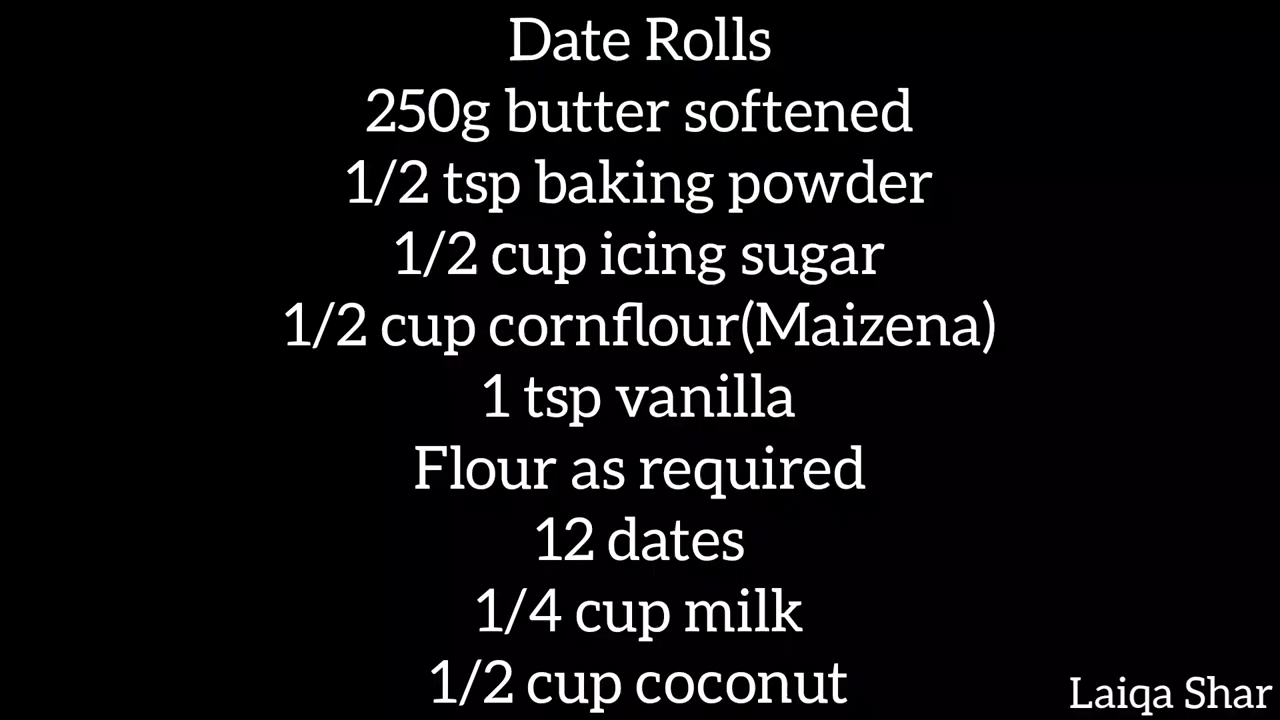 Date Rolls
250g butter softened
1/2 tsp baking powder
1/2 cup icing sugar
1/2 cup cornflour(Maizena)
1 tsp vanilla
Flour as required
12 dates
1/4 cup milk
1/2 cup coconut
Laiqa Shar